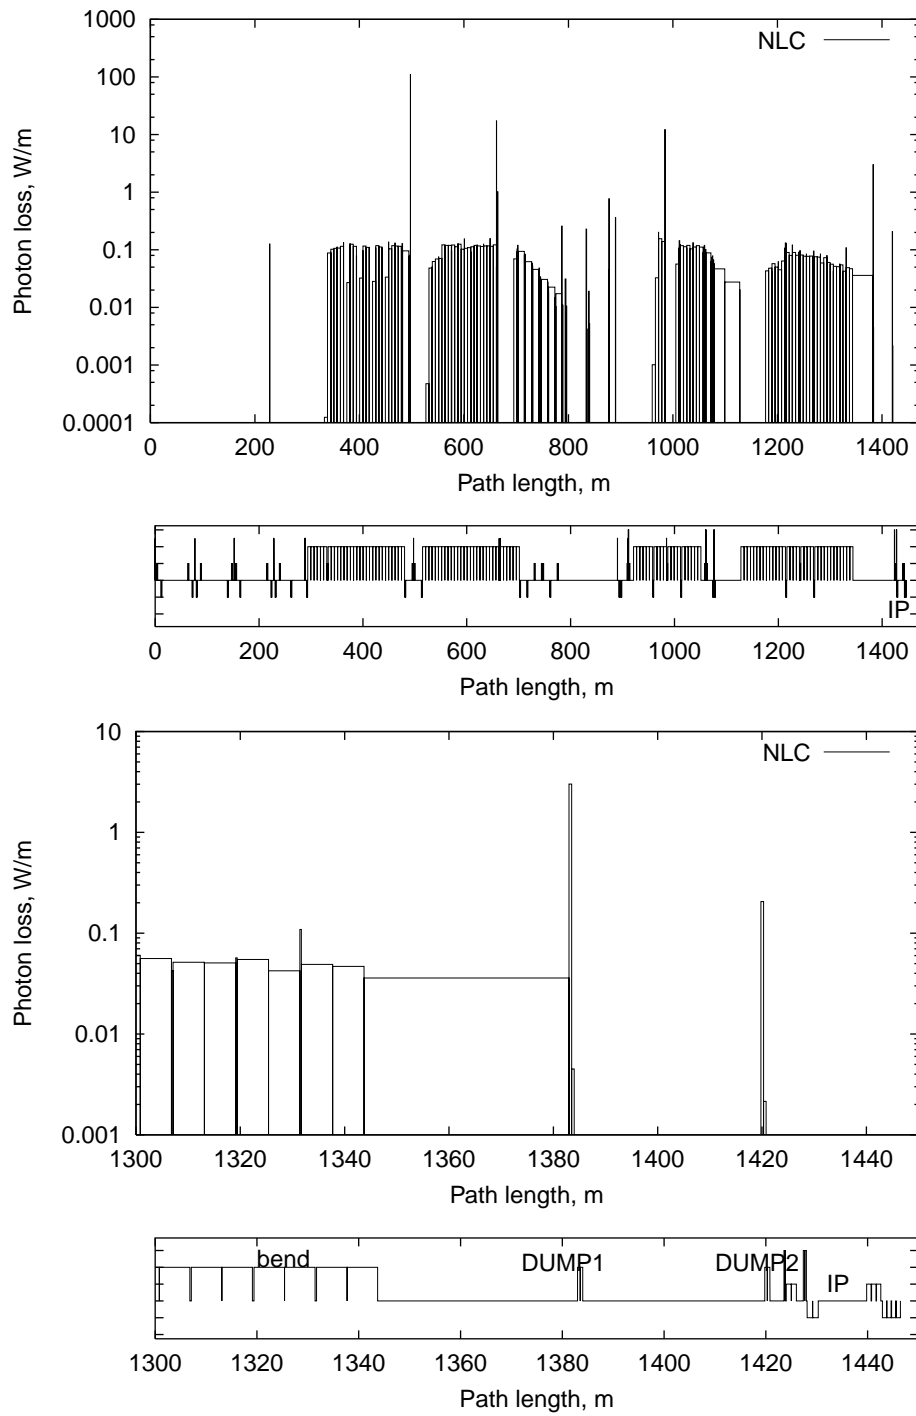 1000
NLC
100
10
1
0.1
0.01
0.001
0.0001
Photon loss, W/m
0 200 400 600 800 1000 1200 1400
Path length, m
IP
0 200 400 600 800 1000 1200 1400
Path length, m
10
NLC
1
0.1
0.01
0.001
Photon loss, W/m
1300 1320 1340 1360 1380 1400 1420 1440
Path length, m
bend DUMP1 DUMP2
IP
1300 1320 1340 1360 1380 1400 1420 1440
Path length, m